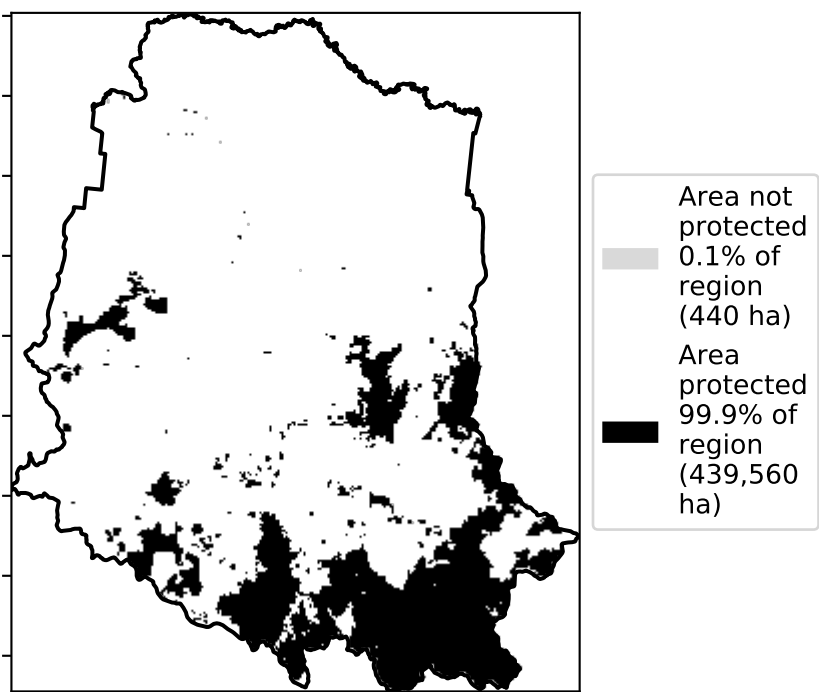 Area not
protected
0.1% of
region
(440 ha)
Area
protected
99.9% of
region
(439,560
ha)